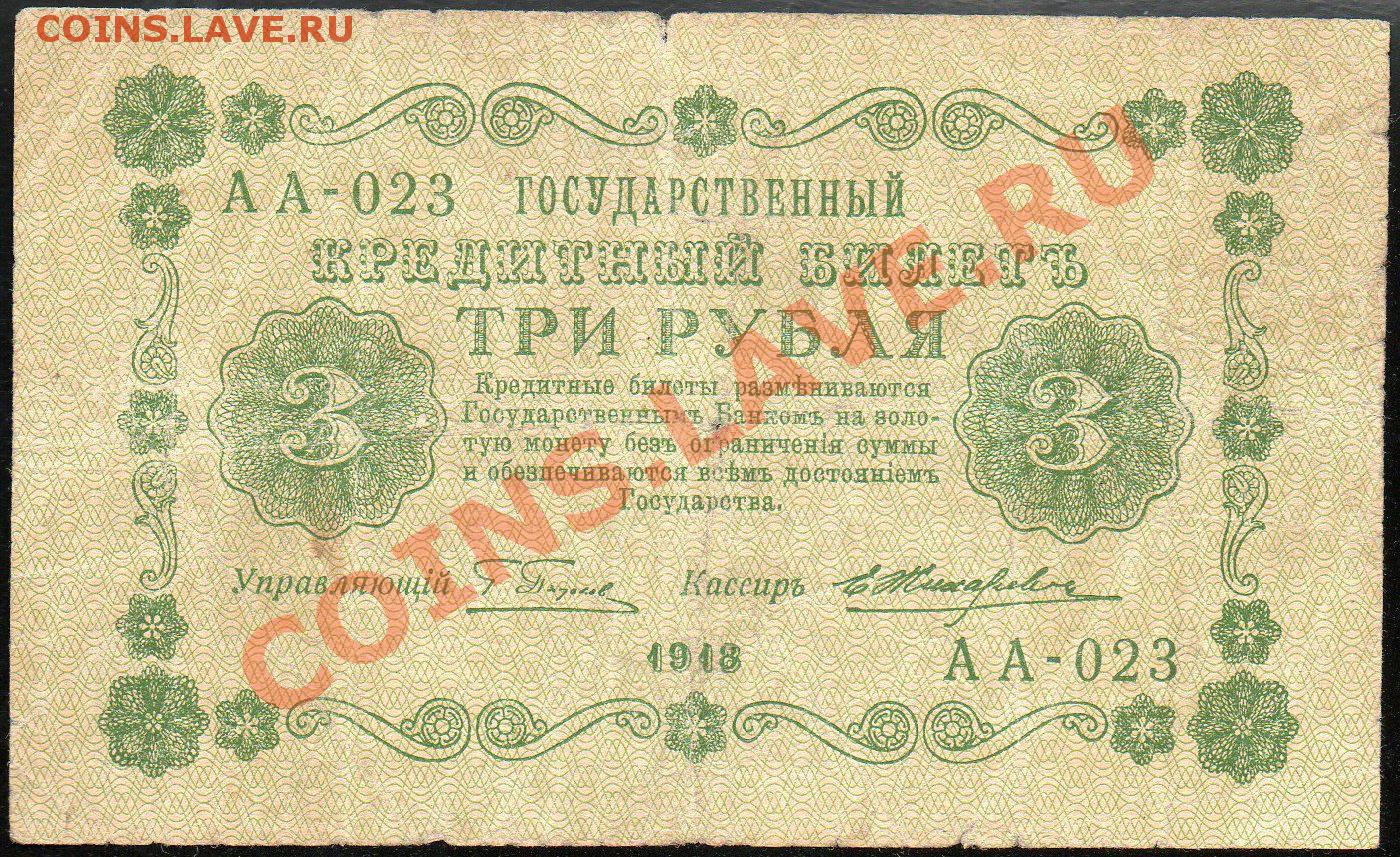 COINS.LAVE.RU
АА-023 ГОСУДАРСТВЕННЫЙ
КРЕДИТНЫЙ БИЛЕТЪ
ТРИ РУБЛЯ
3 3
Кредитные билеты размѣниваются
Государственнымъ Банкомъ на золо-
тую монету безъ ограниченія суммы
и обезпечиваются всѣмъ достояніемъ
Государства.
Управляющій Кассиръ
1918 АА-023
COINS.LAVE.RU